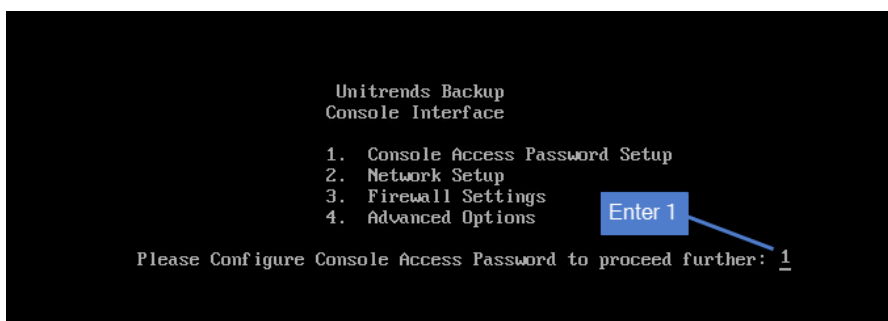 Unitrends Backup
Console Interface
1. Console Access Password Setup
2. Network Setup
3. Firewall Settings
4. Advanced Options
Enter 1
Please Configure Console Access Password to proceed further: 1